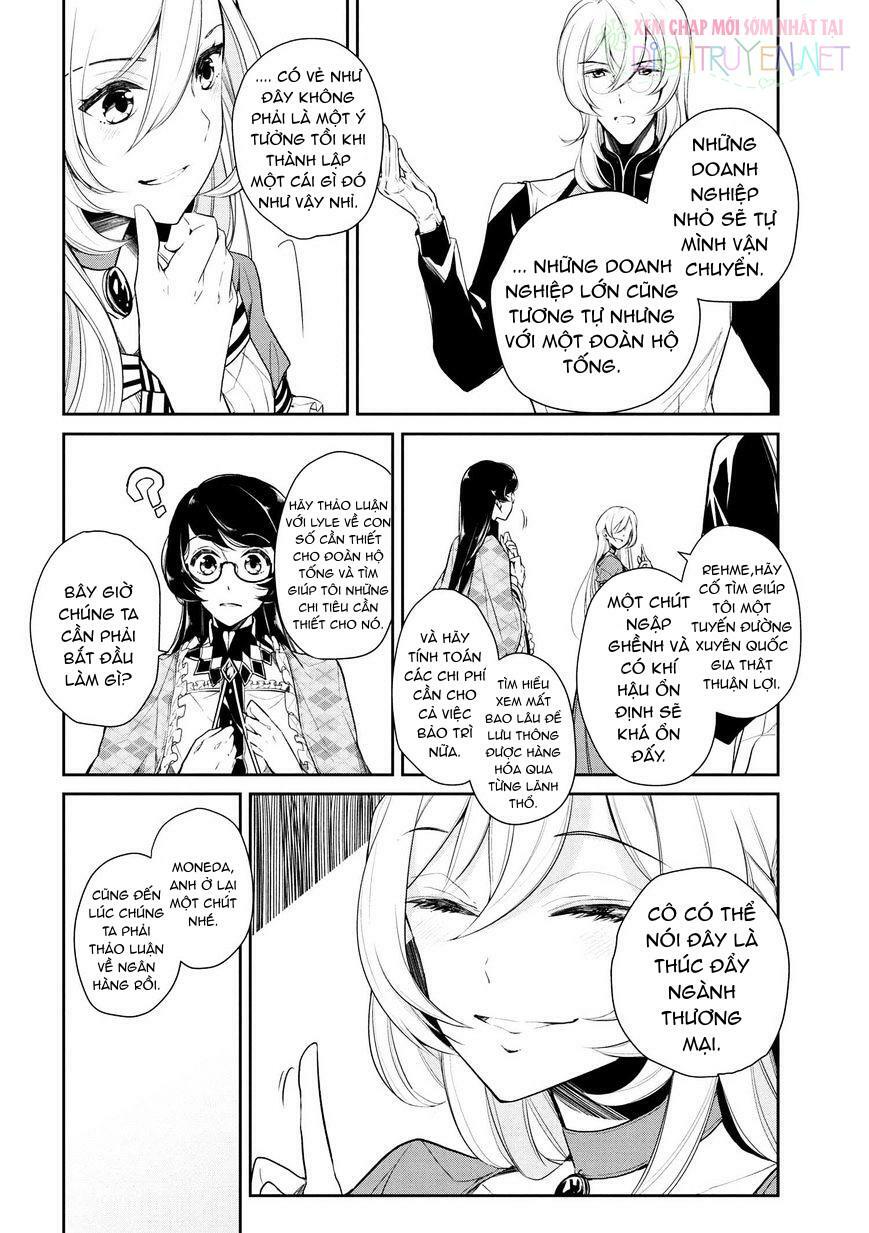 XEM CHAP MỚI SỚM NHẤT TẠI
DICHTRUYEN.NET
NHỮNG
DOANH
NGHIỆP
NHỎ SẼ TỰ
MÌNH VẬN
CHUYỂN.
... NHỮNG DOANH
NGHIỆP LỚN CŨNG
TƯƠNG TỰ NHƯNG
VỚI MỘT ĐOÀN HỘ
TỐNG.
.... CÓ VẺ NHƯ
ĐÂY KHÔNG
PHẢI LÀ MỘT Ý
TƯỞNG TỒI KHI
THÀNH LẬP
MỘT CÁI GÌ ĐÓ
NHƯ VẬY NHỈ.
REHME,HÃY
CỐ TÌM GIÚP
TÔI MỘT
TUYẾN ĐƯỜNG
XUYÊN QUỐC
GIA THẬT
THUẬN LỢI.
MỘT CHÚT
NGẬP
GHỀNH VÀ
CÓ KHÍ
HẬU ỔN
ĐỊNH SẼ
KHÁ ỔN
ĐẤY.
TÌM HIỂU
XEM MẤT
BAO LÂU ĐỂ
LƯU THÔNG
ĐƯỢC HÀNG
HÓA QUA
TỪNG LÃNH
THỔ.
VÀ HÃY
TÍNH TOÁN
CÁC CHI PHÍ
CẦN CHO
CẢ VIỆC
BẢO TRÌ
NỮA.
HÃY THẢO LUẬN
VỚI LYLE VỀ CON
SỐ CẦN THIẾT
CHO ĐOÀN HỘ
TỐNG VÀ TÌM
GIÚP TÔI NHỮNG
CHI TIÊU CẦN
THIẾT CHO NÓ.
?
BÂY GIỜ
CHÚNG TA
CẦN PHẢI
BẮT ĐẦU
LÀM GÌ?
CÔ CÓ THỂ
NÓI ĐÂY LÀ
THÚC ĐẨY
NGÀNH
THƯƠNG
MẠI.
MONEDA,
ANH Ở LẠI
MỘT CHÚT
NHÉ.
CŨNG ĐẾN
LÚC CHÚNG
TA PHẢI
THẢO LUẬN
VỀ NGÂN
HÀNG RỒI.